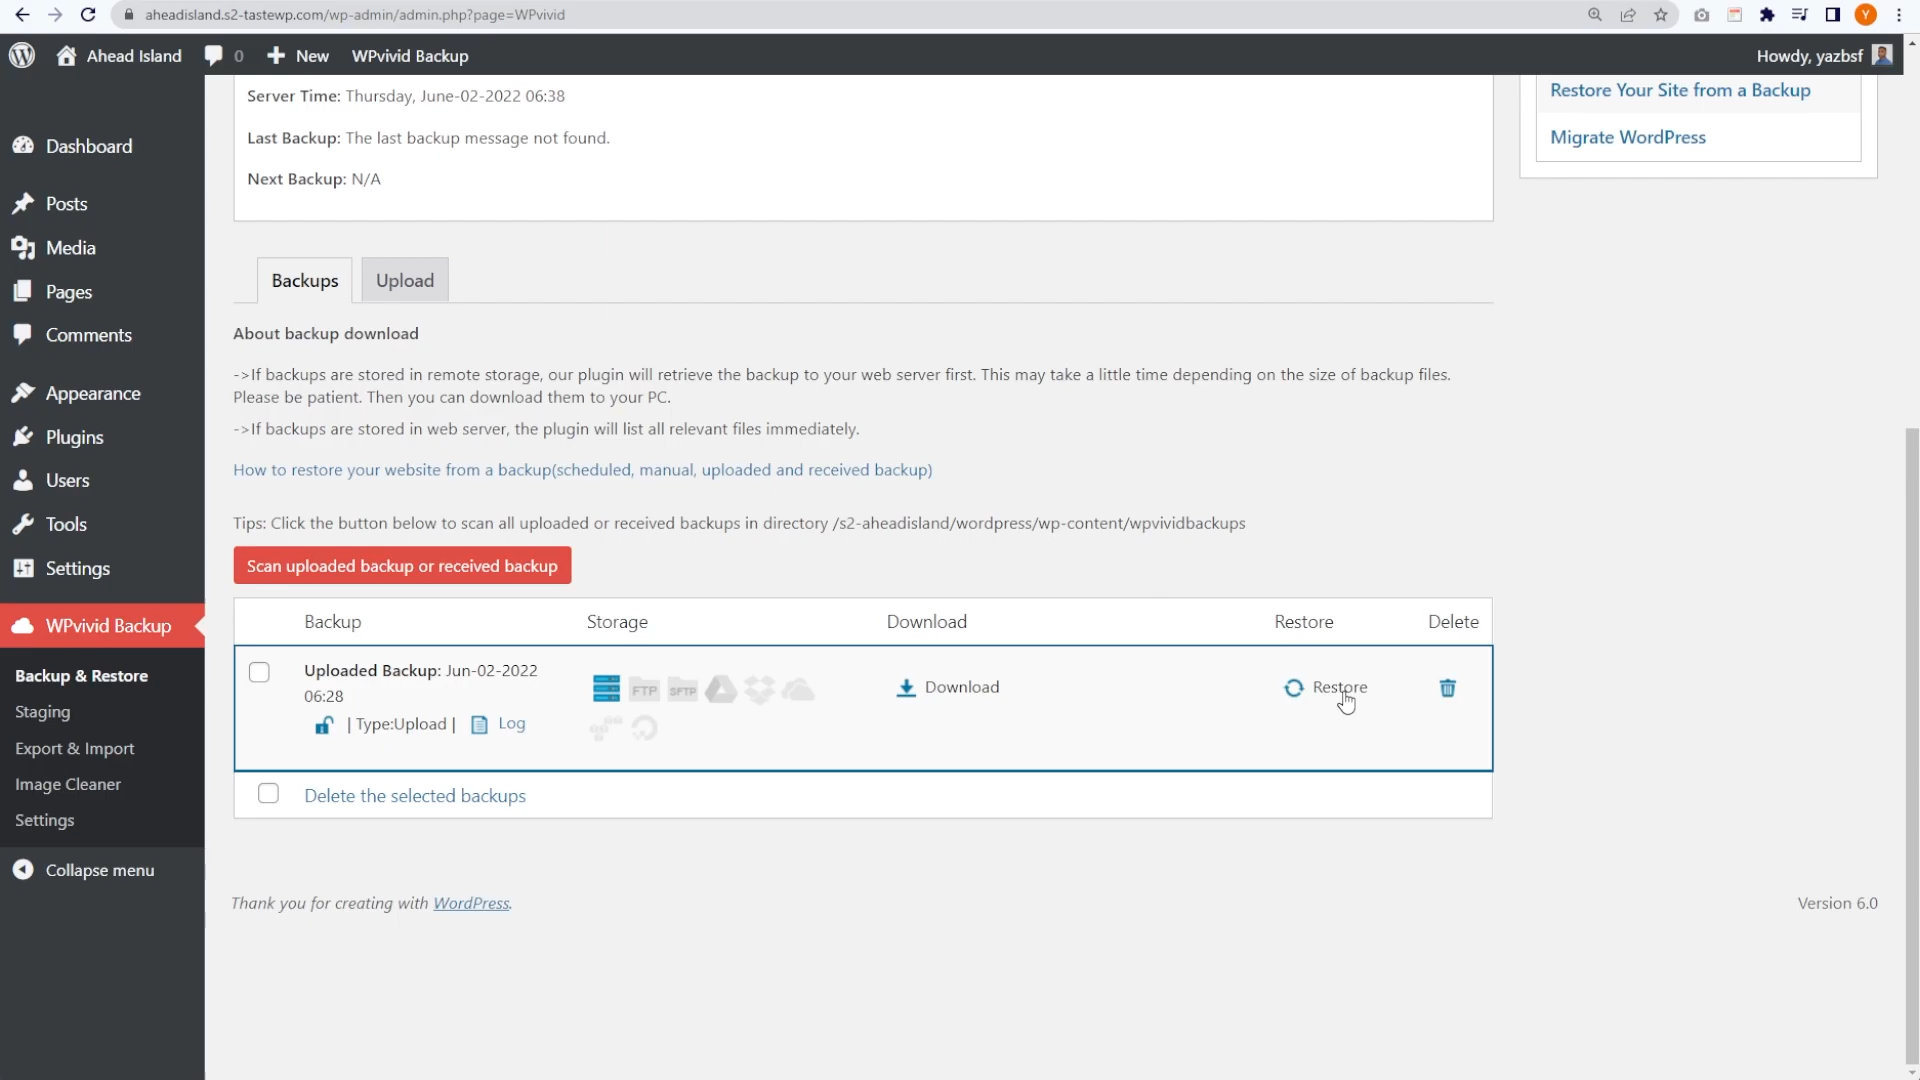 aheadisland.s2-tastewp.com/wp-admin/admin.php?page=WPvivid
Y
Ahead Island
0
New
WPvivid Backup
Howdy, yazbsf
Dashboard
Posts
Media
Pages
Comments
Appearance
Plugins
Users
Tools
Settings
WPvivid Backup
Backup & Restore
Staging
Export & Import
Image Cleaner
Settings
Collapse menu
Server Time: Thursday, June-02-2022 06:38
Last Backup: The last backup message not found.
Next Backup: N/A
Restore Your Site from a Backup
Migrate WordPress
Backups
Upload
About backup download
->If backups are stored in remote storage, our plugin will retrieve the backup to your web server first. This may take a little time depending on the size of backup files.
Please be patient. Then you can download them to your PC.
->If backups are stored in web server, the plugin will list all relevant files immediately.
How to restore your website from a backup(scheduled, manual, uploaded and received backup)
Tips: Click the button below to scan all uploaded or received backups in directory /s2-aheadisland/wordpress/wp-content/wpvividbackups
Scan uploaded backup or received backup
Backup Storage Download Restore Delete
Uploaded Backup: Jun-02-2022
06:28
| Type:Upload | Log
FTP
SFTP
Download
Restore
Delete the selected backups
Thank you for creating with WordPress.
Version 6.0